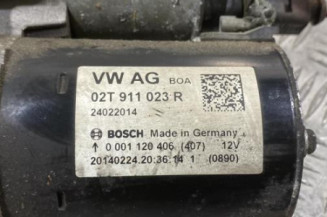 VW AG BOA
02T 911 023 R
24022014
BOSCH Made in Germany
↑ 0 001 120 406 (407) 12V
20140224 20:36:14 1 (0890)